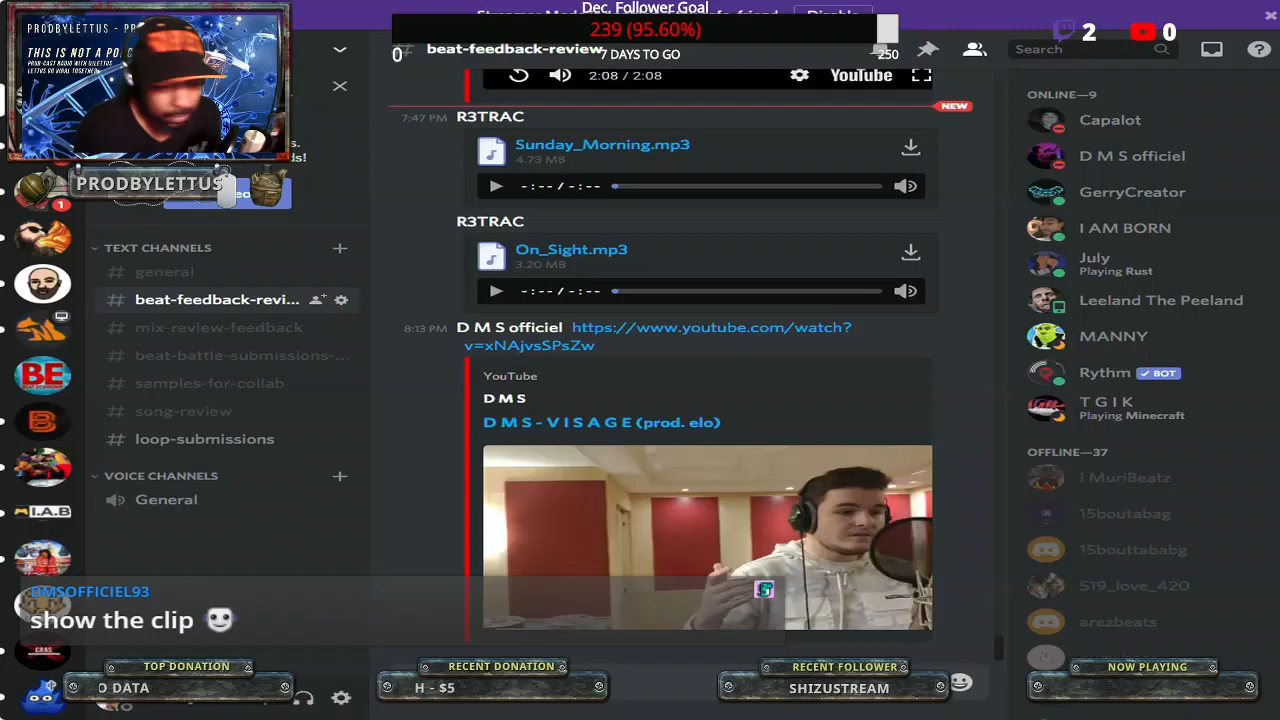 Dec. Follower Goal
239 (95.60%)
0
7 DAYS TO GO
250
2
0
PRODBYLETTUS - PR
THIS IS NOT A PO
PRODBYLETTUS
beat-feedback-review
Search
2:08 / 2:08
YouTube
NEW
7:47 PM
R3TRAC
Sunday_Morning.mp3
4.73 MB
-:-- / -:--
R3TRAC
On_Sight.mp3
3.20 MB
-:-- / -:--
8:13 PM
D M S officiel https://www.youtube.com/watch?
v=xNAjvsSPsZw
YouTube
D M S
D M S - V I S A G E (prod. elo)
1
TEXT CHANNELS
general
beat-feedback-revi...
mix-review-feedback
beat-battle-submissions-...
samples-for-collab
song-review
loop-submissions
VOICE CHANNELS
General
BE
B
I.A.B
ONLINE—9
Capalot
D M S officiel
GerryCreator
I AM BORN
July
Playing Rust
Leeland The Peeland
MANNY
Rythm
BOT
T G I K
Playing Minecraft
OFFLINE—37
I MuriBeatz
15boutabag
15bouttababg
519_love_420
arezbeats
DMSOFFICIEL93
show the clip
TOP DONATION
O DATA
RECENT DONATION
H - $5
RECENT FOLLOWER
SHIZUSTREAM
NOW PLAYING